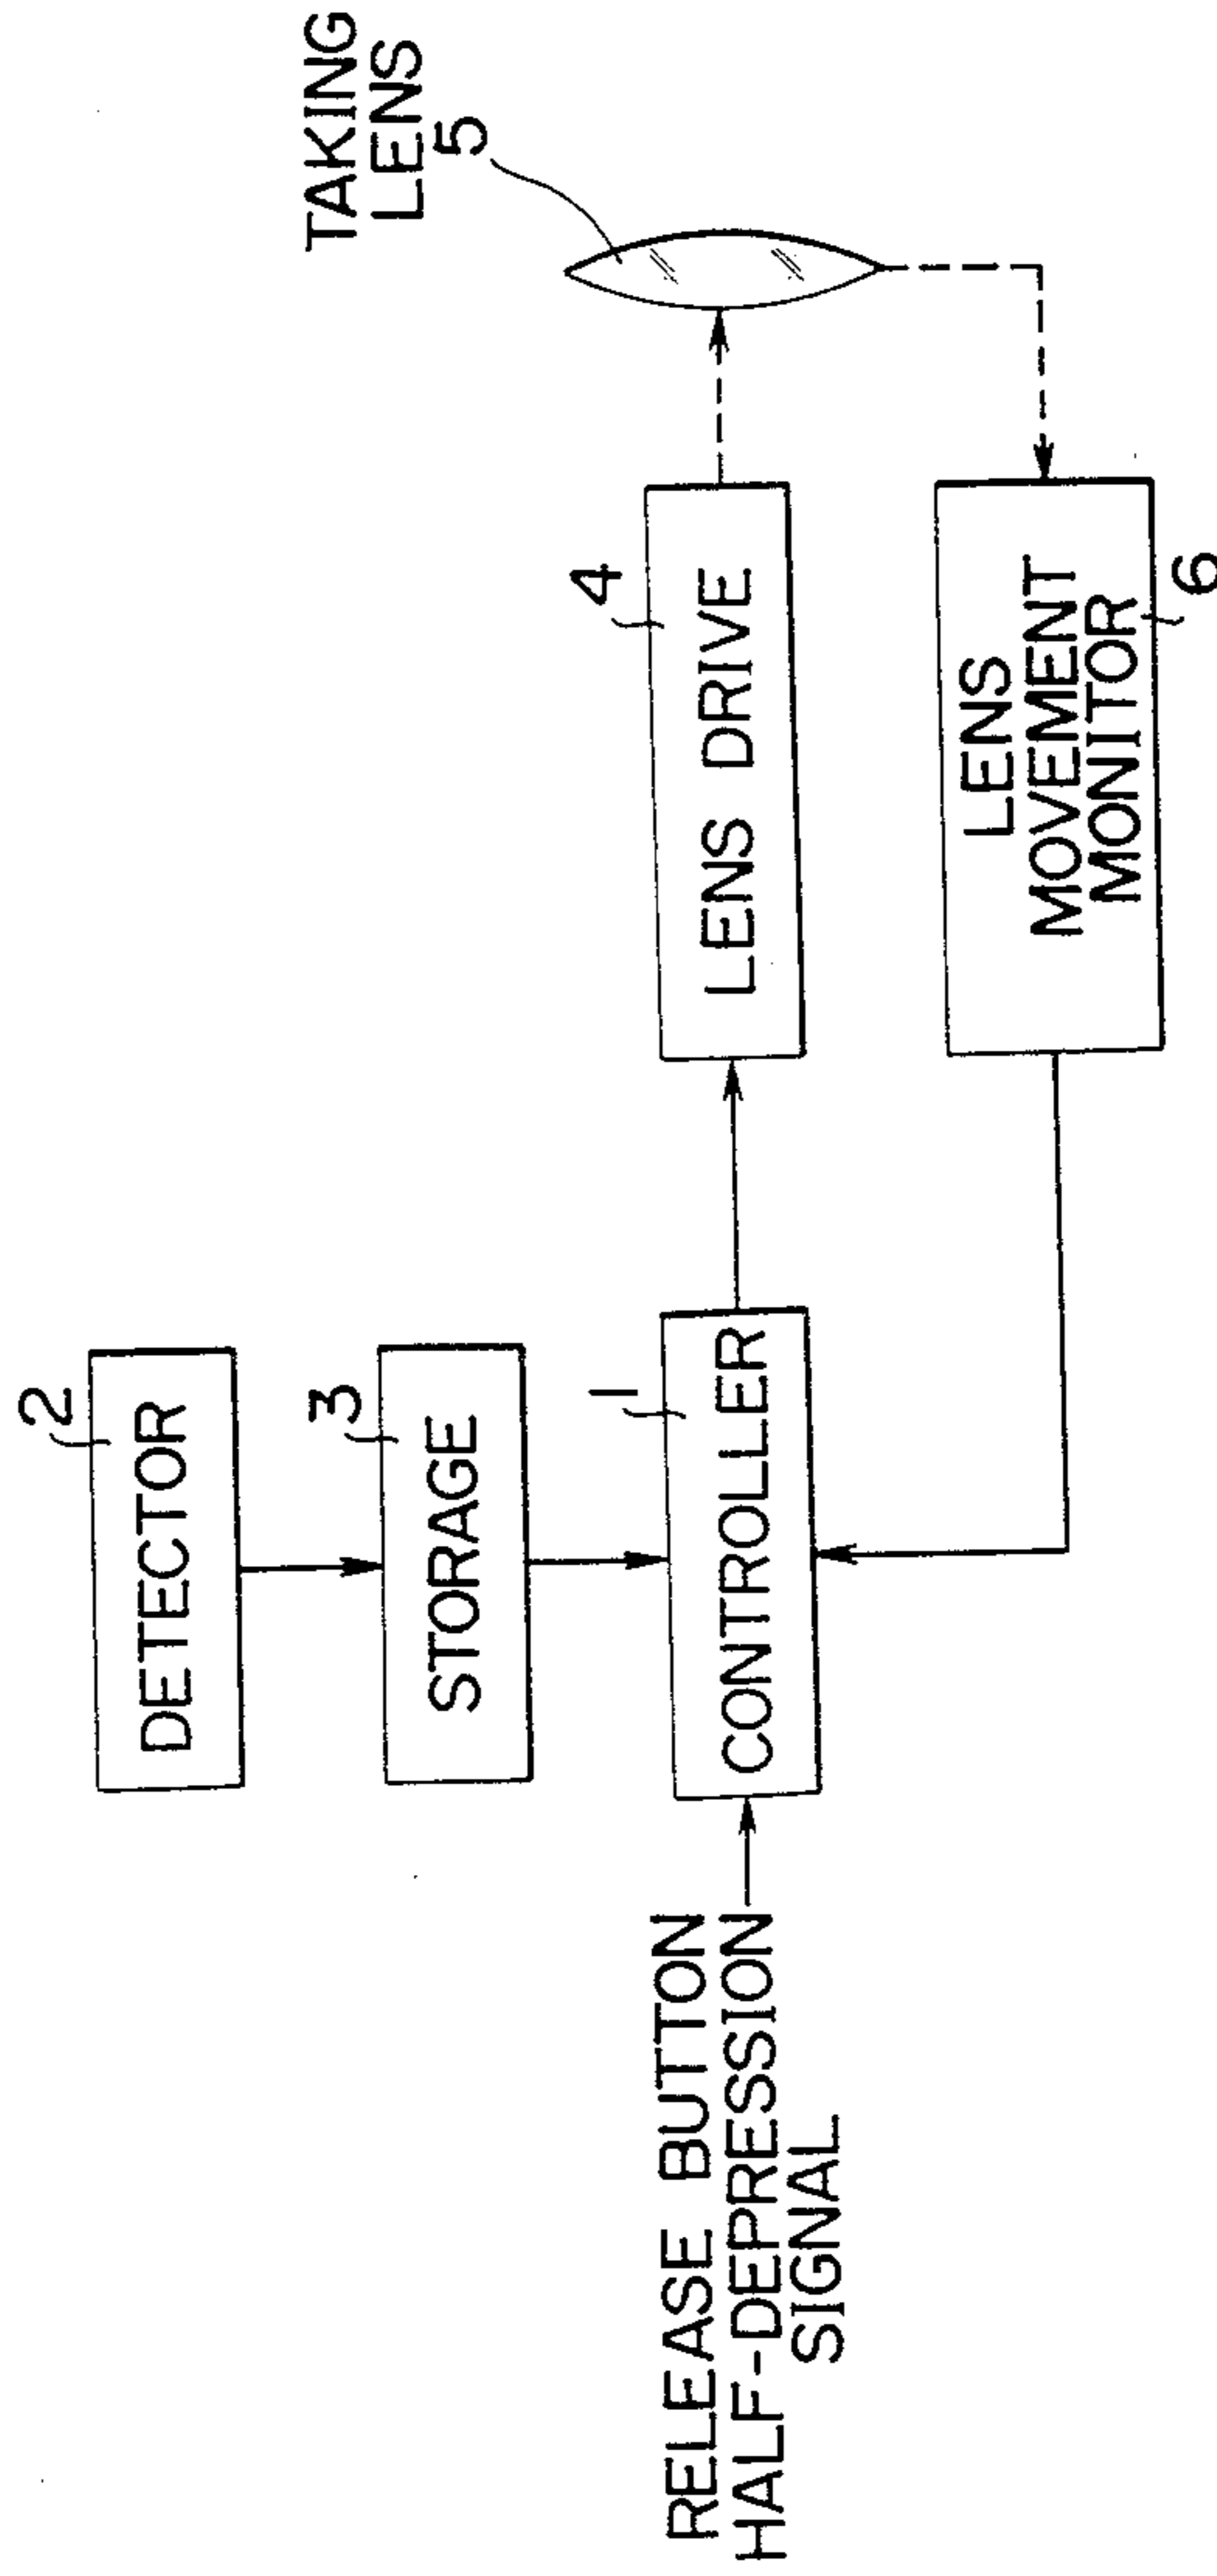 2
DETECTOR
3
STORAGE
1
CONTROLLER
RELEASE BUTTON
HALF-DEPRESSION
SIGNAL
4
LENS DRIVE
TAKING
LENS
5
LENS
MOVEMENT
MONITOR
6